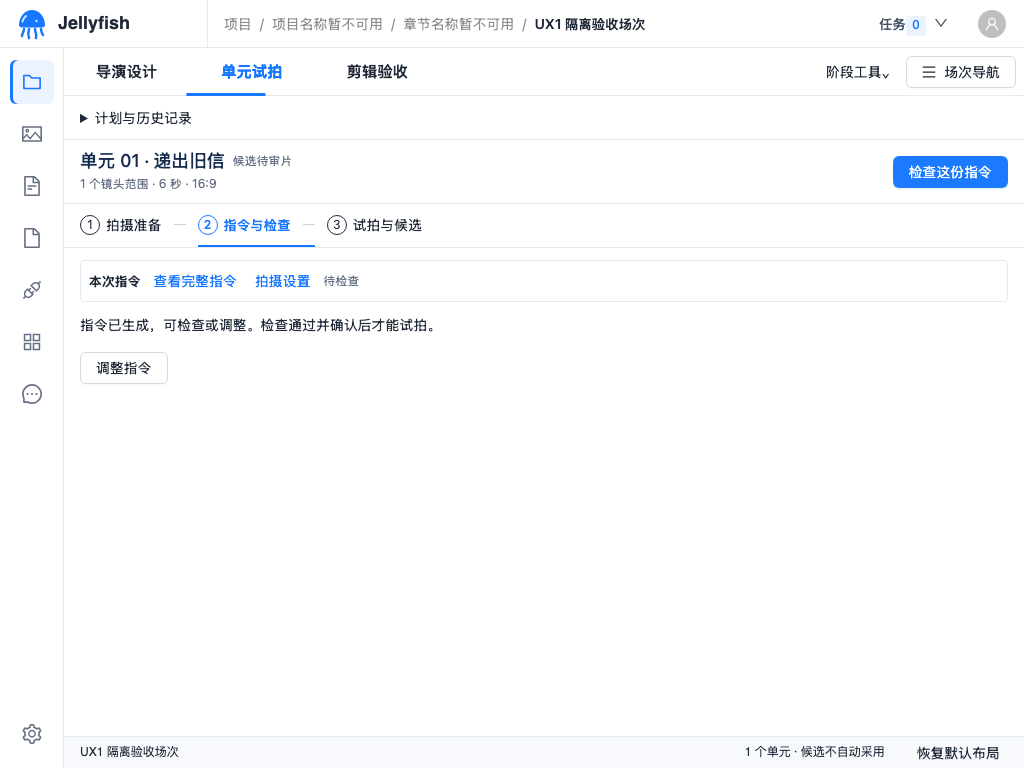 Jellyfish
项目 / 项目名称暂不可用 / 章节名称暂不可用 / UX1 隔离验收场次
任务 0
导演设计 单元试拍 剪辑验收
阶段工具 场次导航
计划与历史记录
单元 01 · 递出旧信 候选待审片
1 个镜头范围 · 6 秒 · 16:9
检查这份指令
1 拍摄准备 2 指令与检查 3 试拍与候选
本次指令 查看完整指令 拍摄设置 待检查
指令已生成，可检查或调整。检查通过并确认后才能试拍。
调整指令
UX1 隔离验收场次
1 个单元 · 候选不自动采用 恢复默认布局